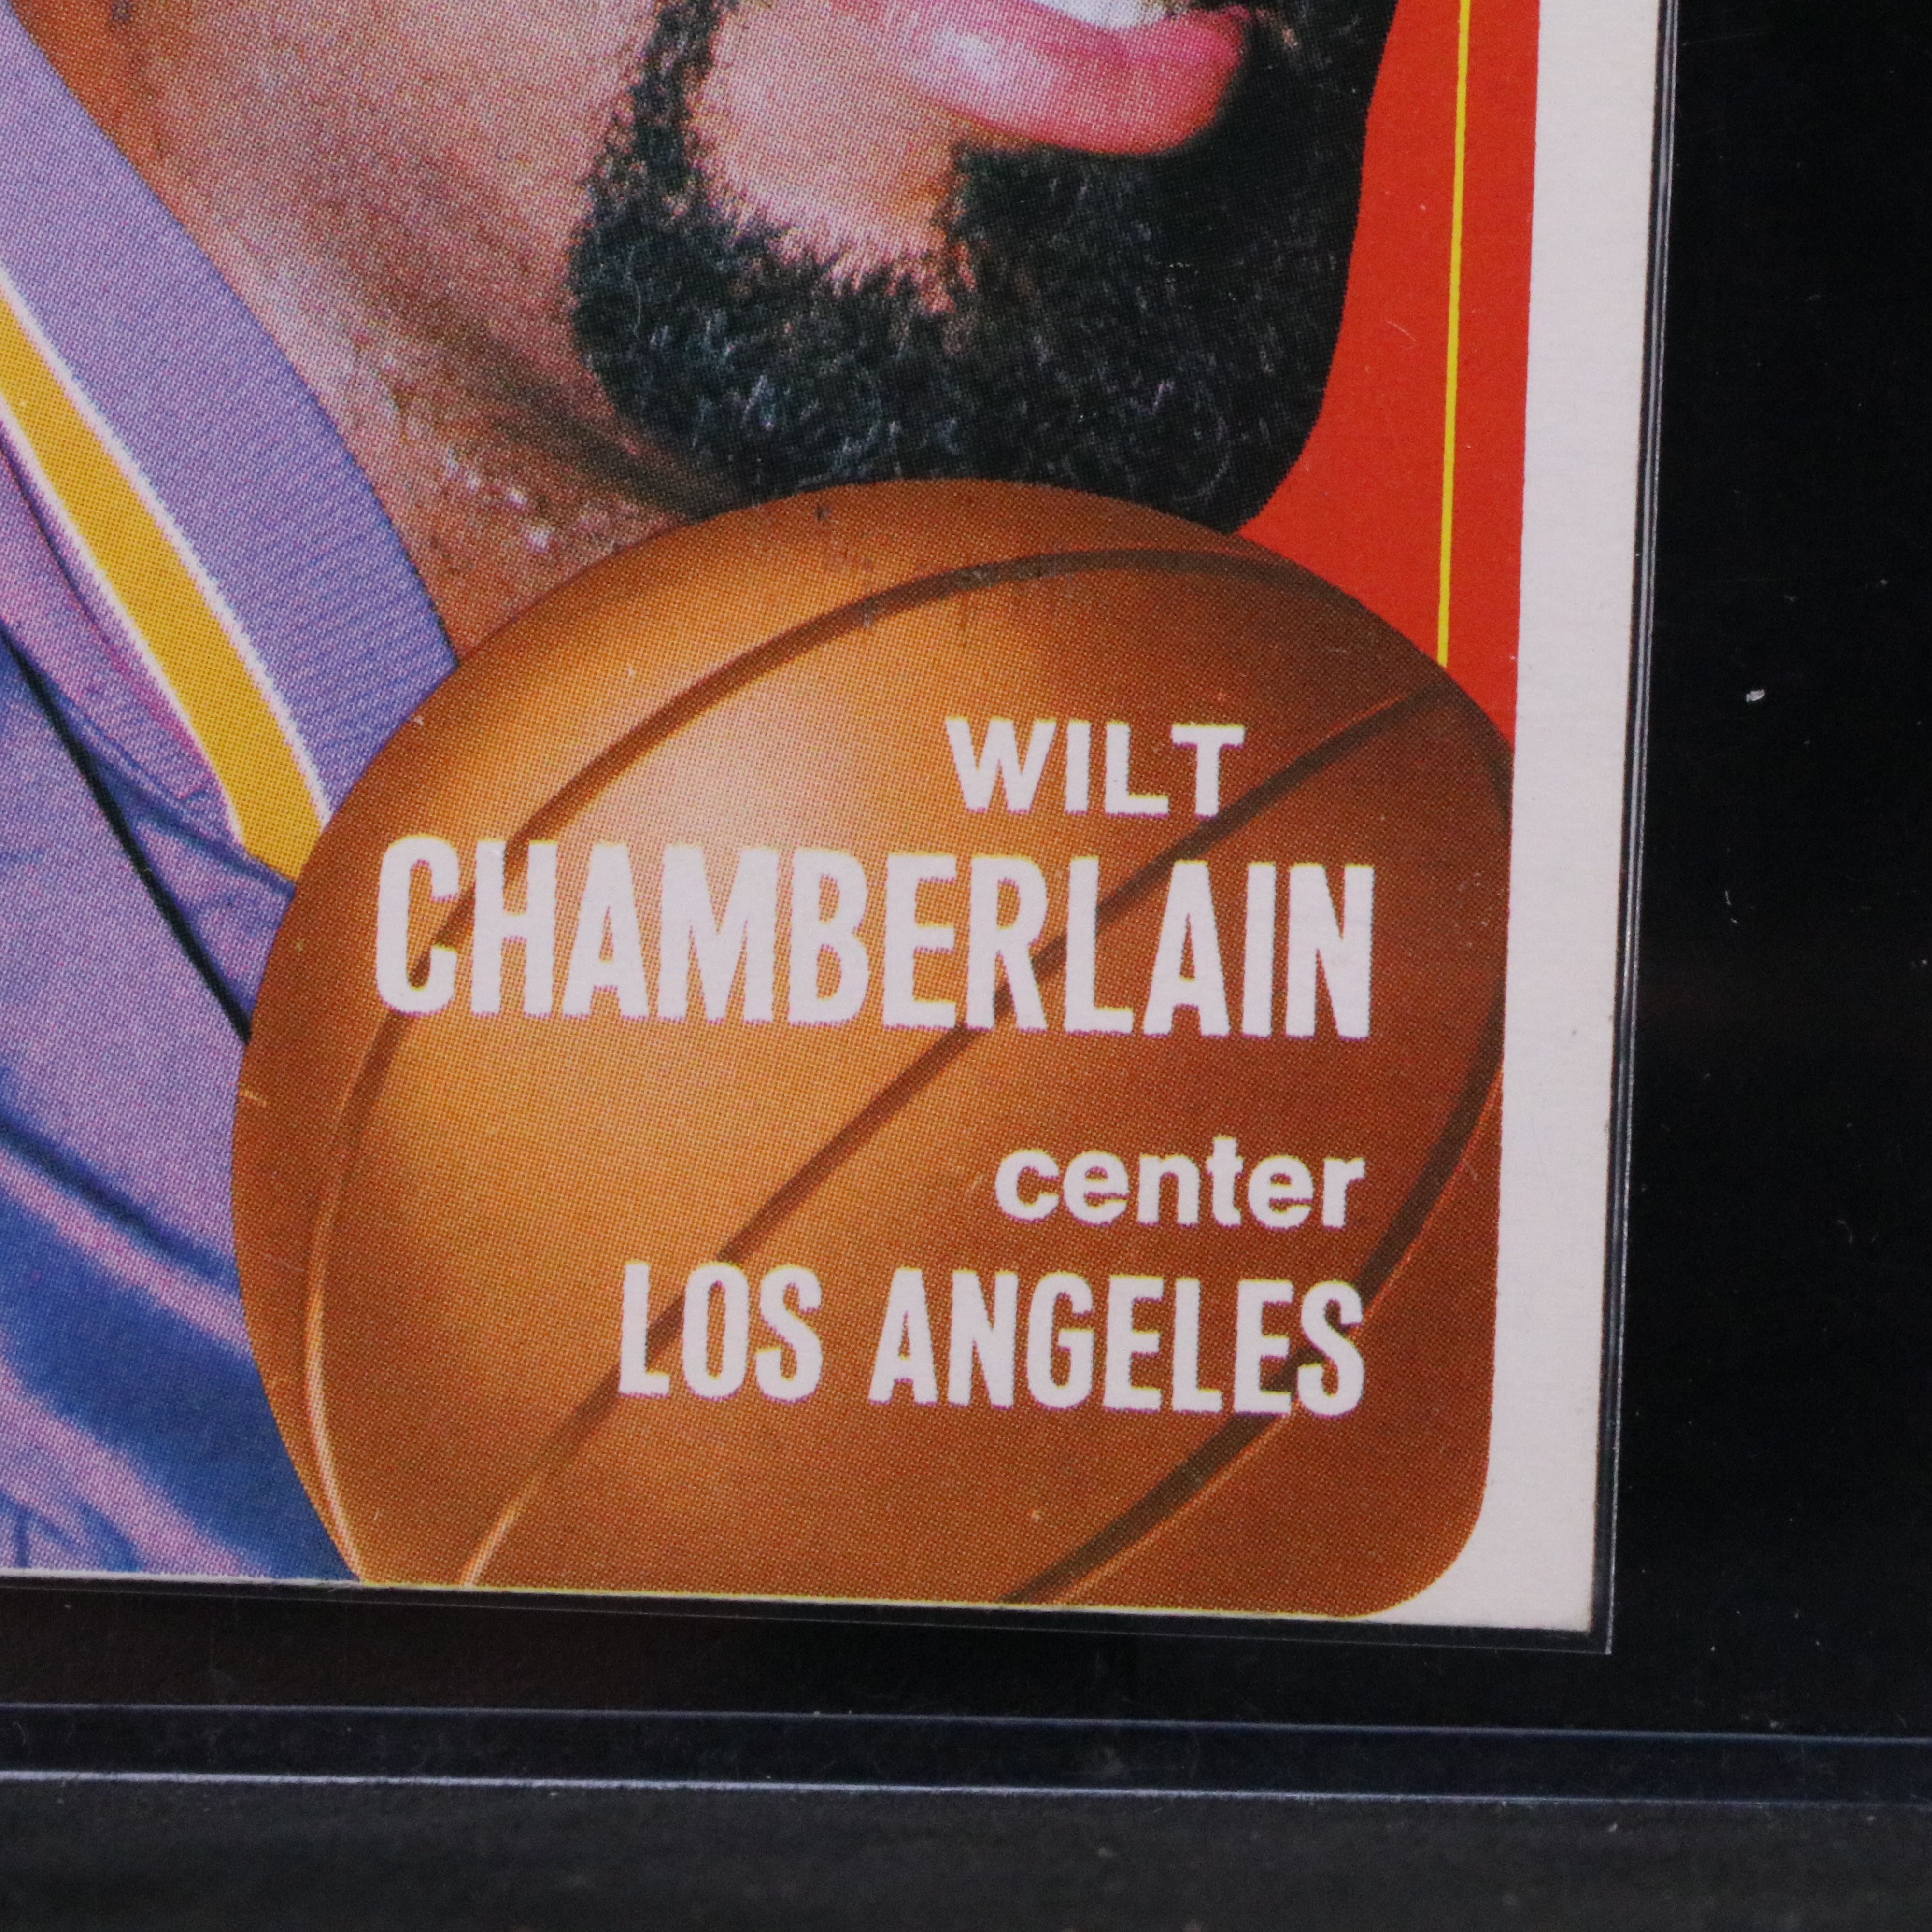 WILT
CHAMBERLAIN
center
LOS ANGELES